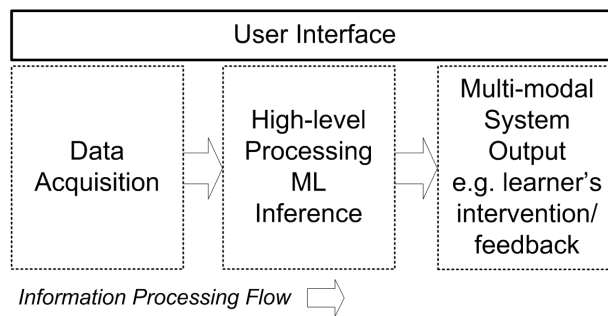 User Interface
Data
Acquisition
High-level
Processing
ML
Inference
Multi-modal
System
Output
e.g. learner’s
intervention/
feedback
Information Processing Flow